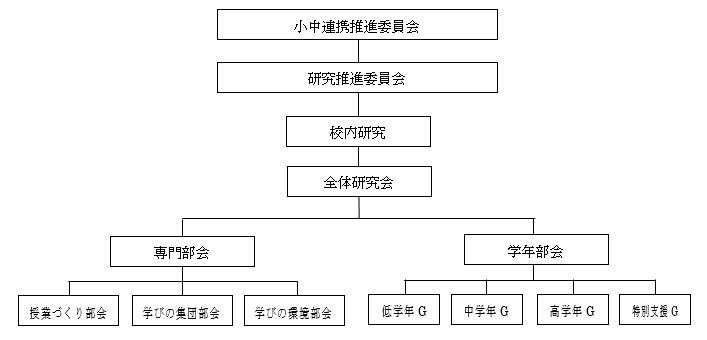 小中連携推進委員会
研究推進委員会
校内研究
全体研究会
専門部会
学年部会
授業づくり部会
学びの集団部会
学びの環境部会
低学年G
中学年G
高学年G
特別支援G